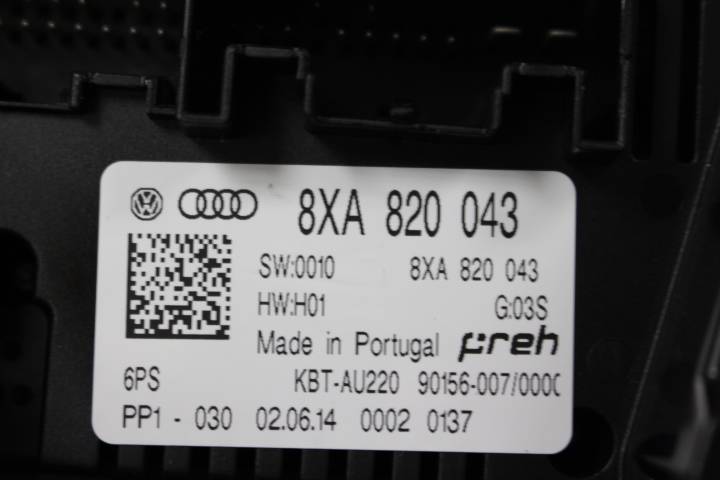 8XA 820 043
SW:0010 8XA 820 043
HW:H01 G:03S
Made in Portugal preh
6PS KBT-AU220 90156-007/0000
PP1 - 030 02.06.14 0002 0137